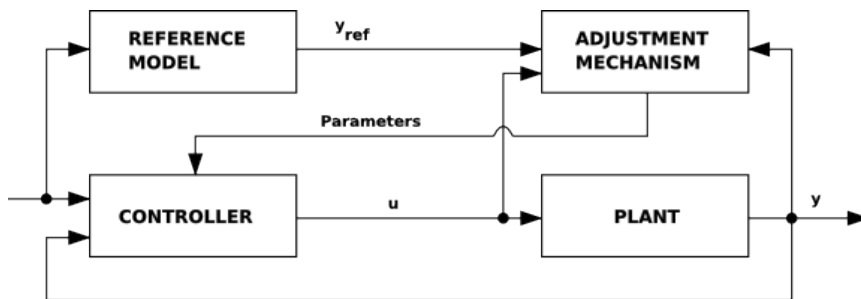 REFERENCE
MODEL
y_ref
ADJUSTMENT
MECHANISM
Parameters
CONTROLLER
u
PLANT
y